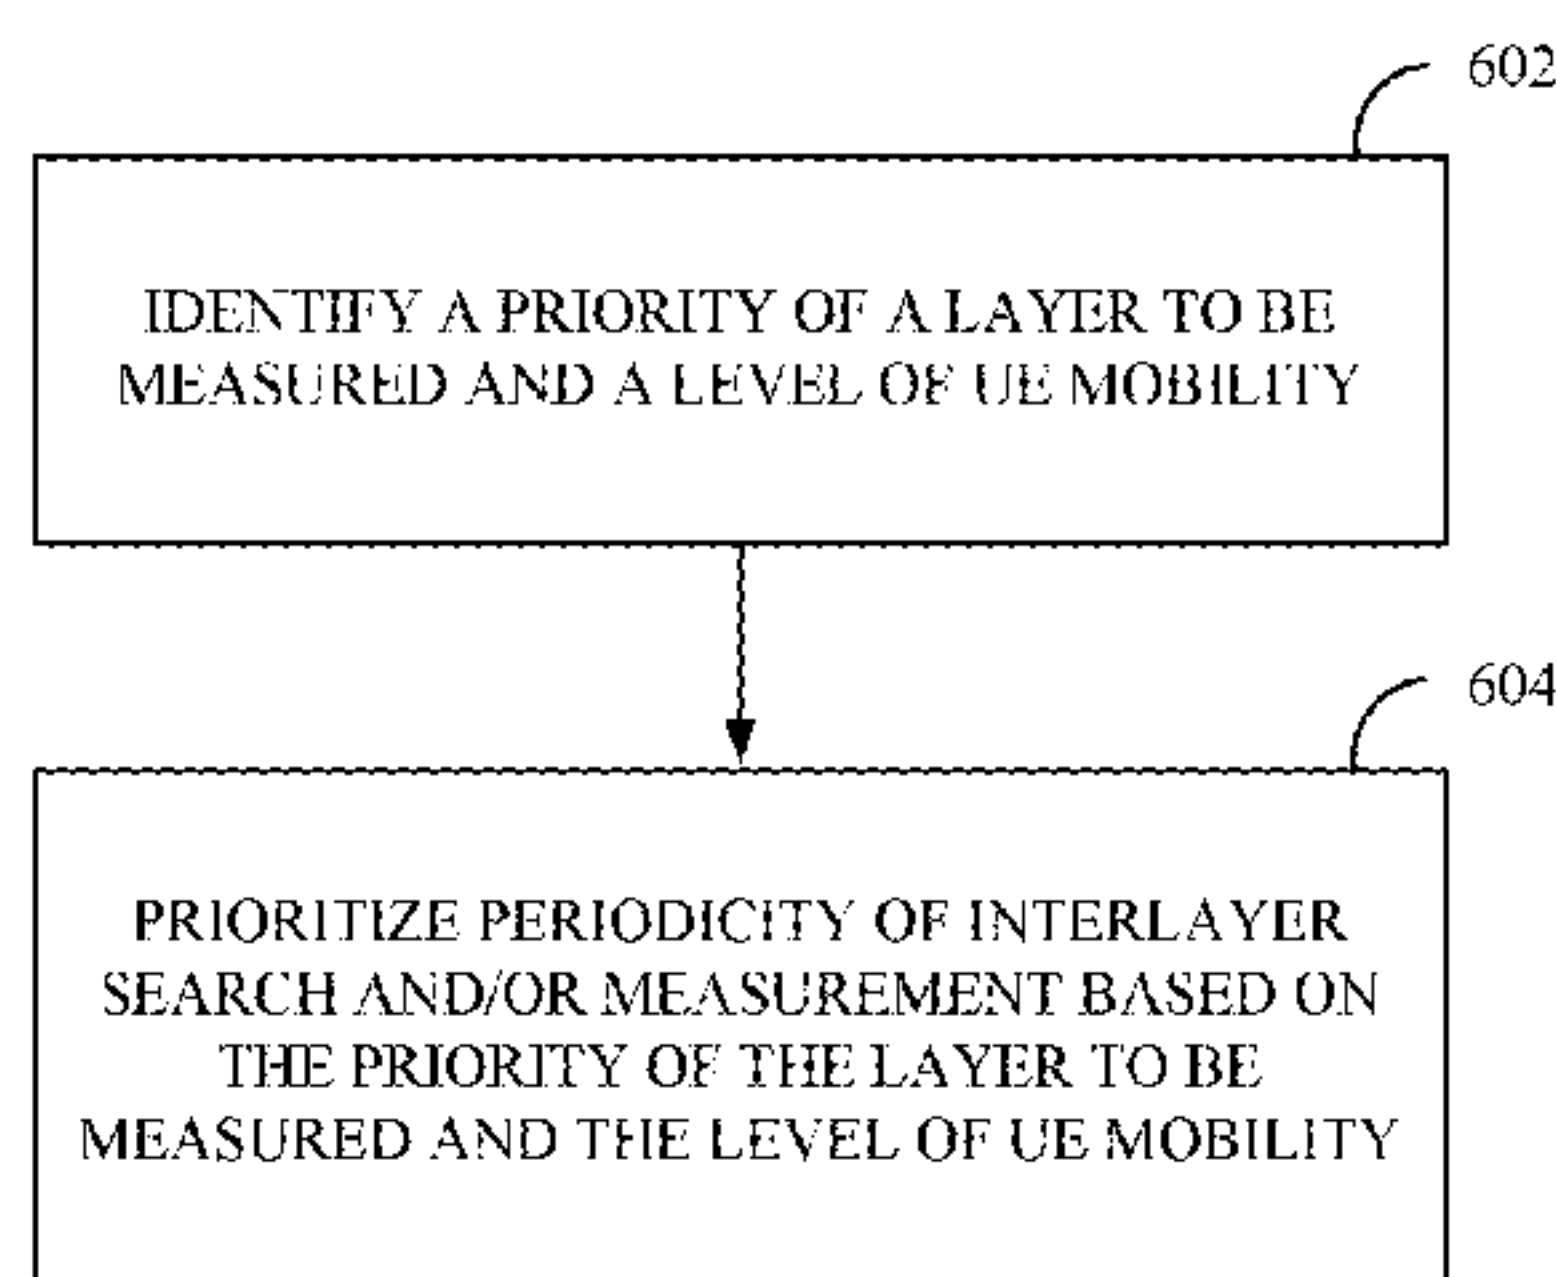 602
IDENTIFY A PRIORITY OF A LAYER TO BE
MEASURED AND A LEVEL OF UE MOBILITY
604
PRIORITIZE PERIODICITY OF INTERLAYER
SEARCH AND/OR MEASUREMENT BASED ON
THE PRIORITY OF THE LAYER TO BE
MEASURED AND THE LEVEL OF UE MOBILITY